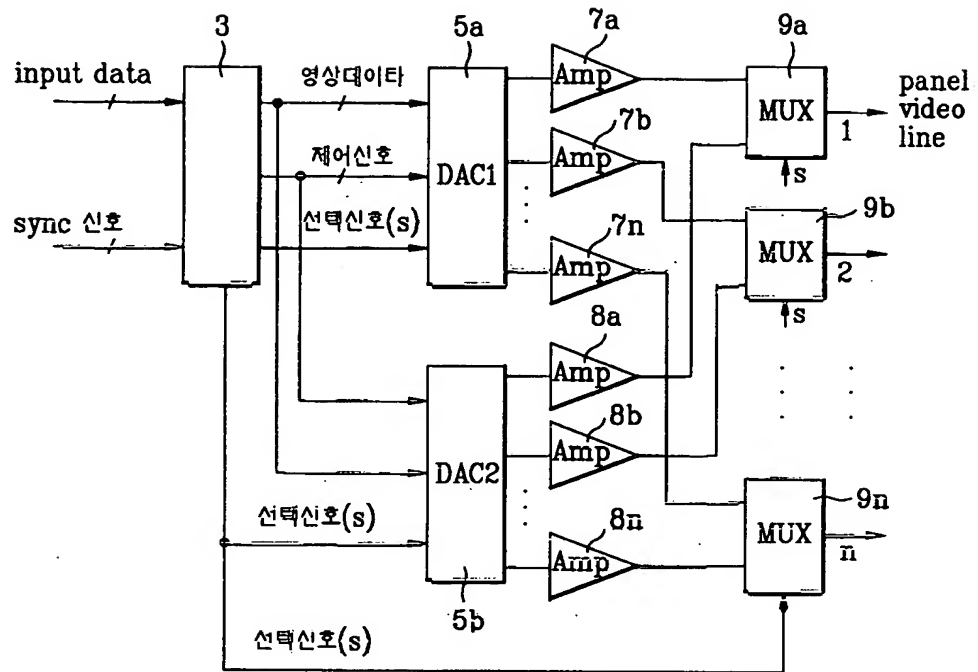 3
5a
7a
9a
input data
영상데이타
Amp
MUX
panel
video
line
1
7b
제어신호
DAC1
Amp
s
sync 신호
선택신호(s)
7n
Amp
9b
MUX
2
s
8a
Amp
8b
DAC2
Amp
선택신호(s)
8n
Amp
9n
MUX
n
5b
선택신호(s)